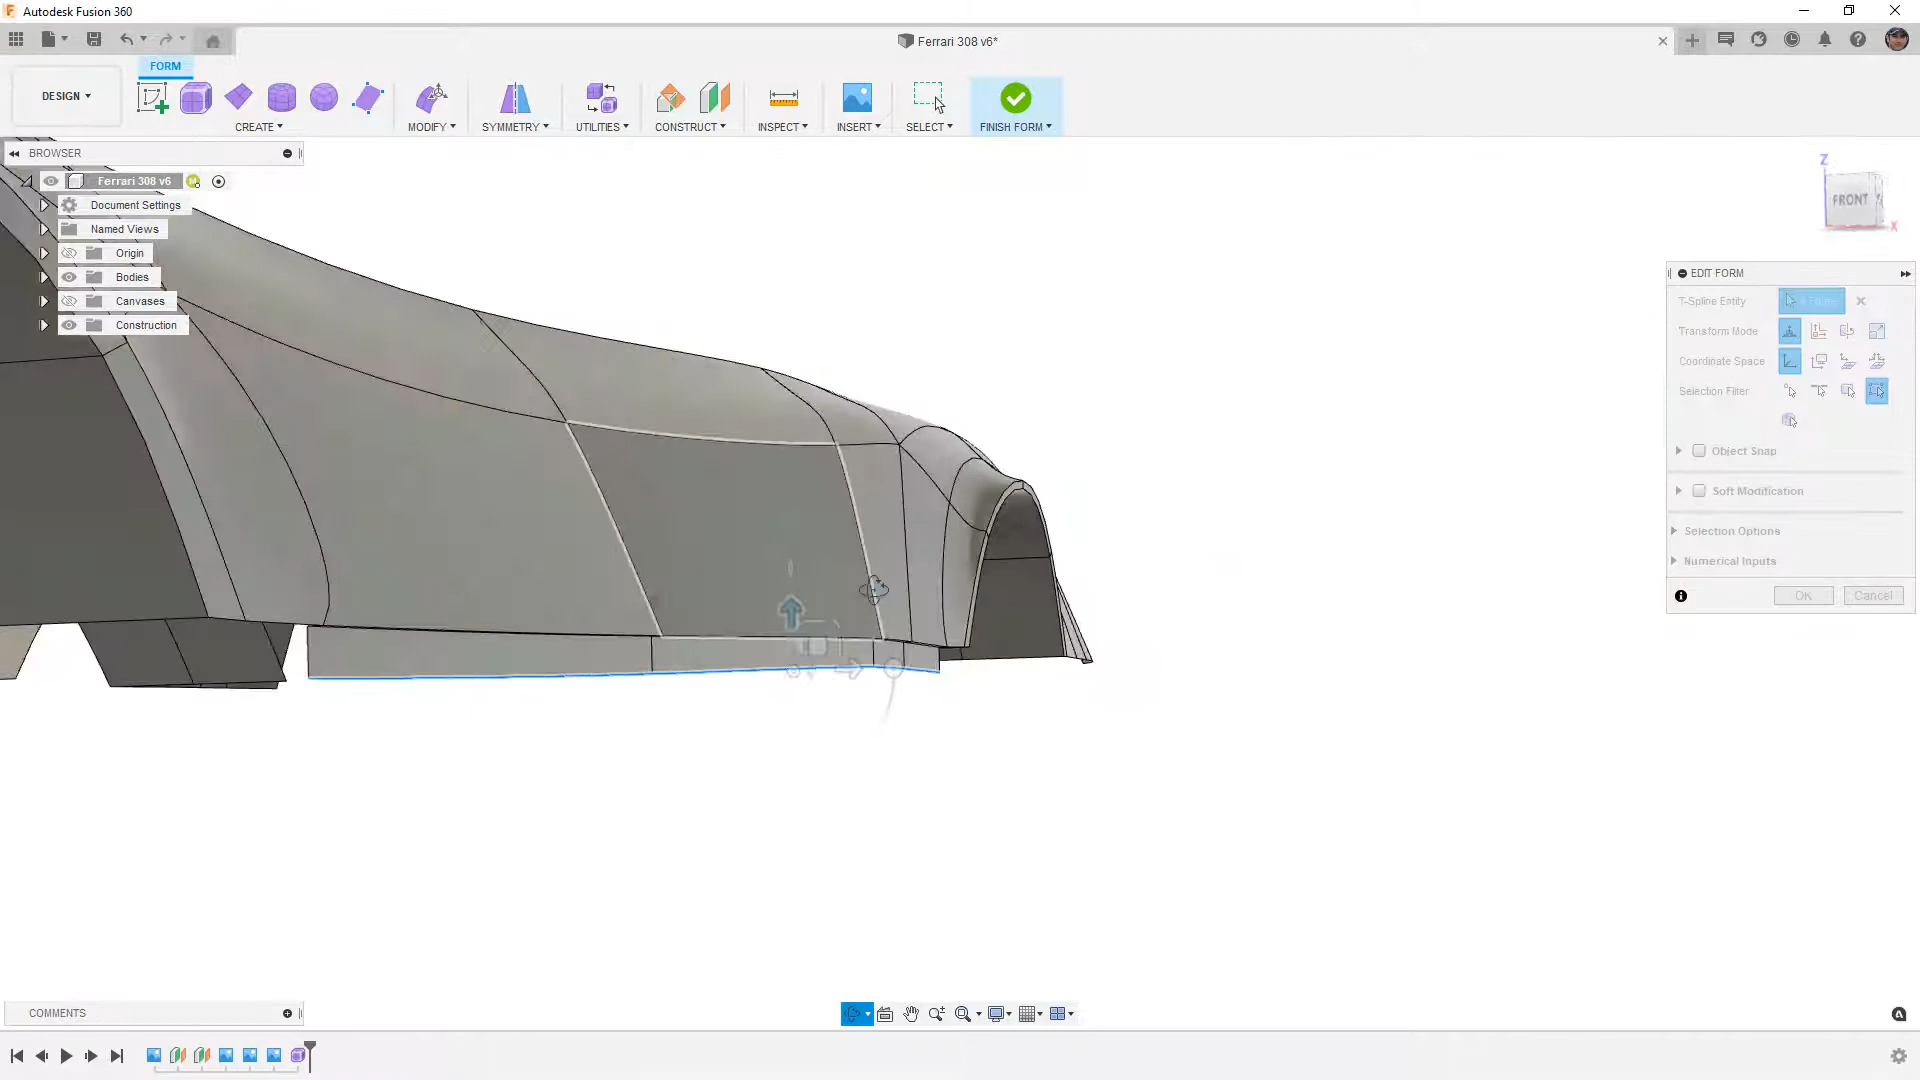 Autodesk Fusion 360
Ferrari 308 v6*
FORM
DESIGN
CREATE
MODIFY
SYMMETRY
UTILITIES
CONSTRUCT
INSPECT
INSERT
SELECT
FINISH FORM
BROWSER
Ferrari 308 v6
Document Settings
Named Views
Origin
Bodies
Canvases
Construction
Z
FRONT
X
EDIT FORM
T-Spline Entity
Transform Mode
Coordinate Space
Selection Filter
Object Snap
Soft Modification
Selection Options
Numerical Inputs
OK Cancel
COMMENTS